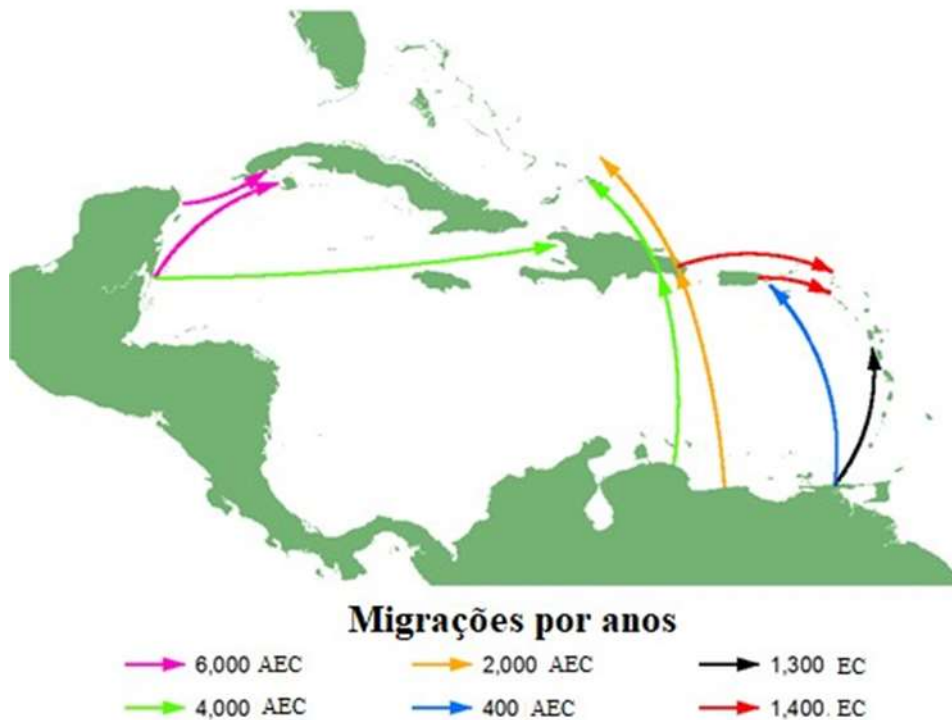 Migrações por anos
6,000 AEC 2,000 AEC 1,300 EC
4,000 AEC 400 AEC 1,400. EC